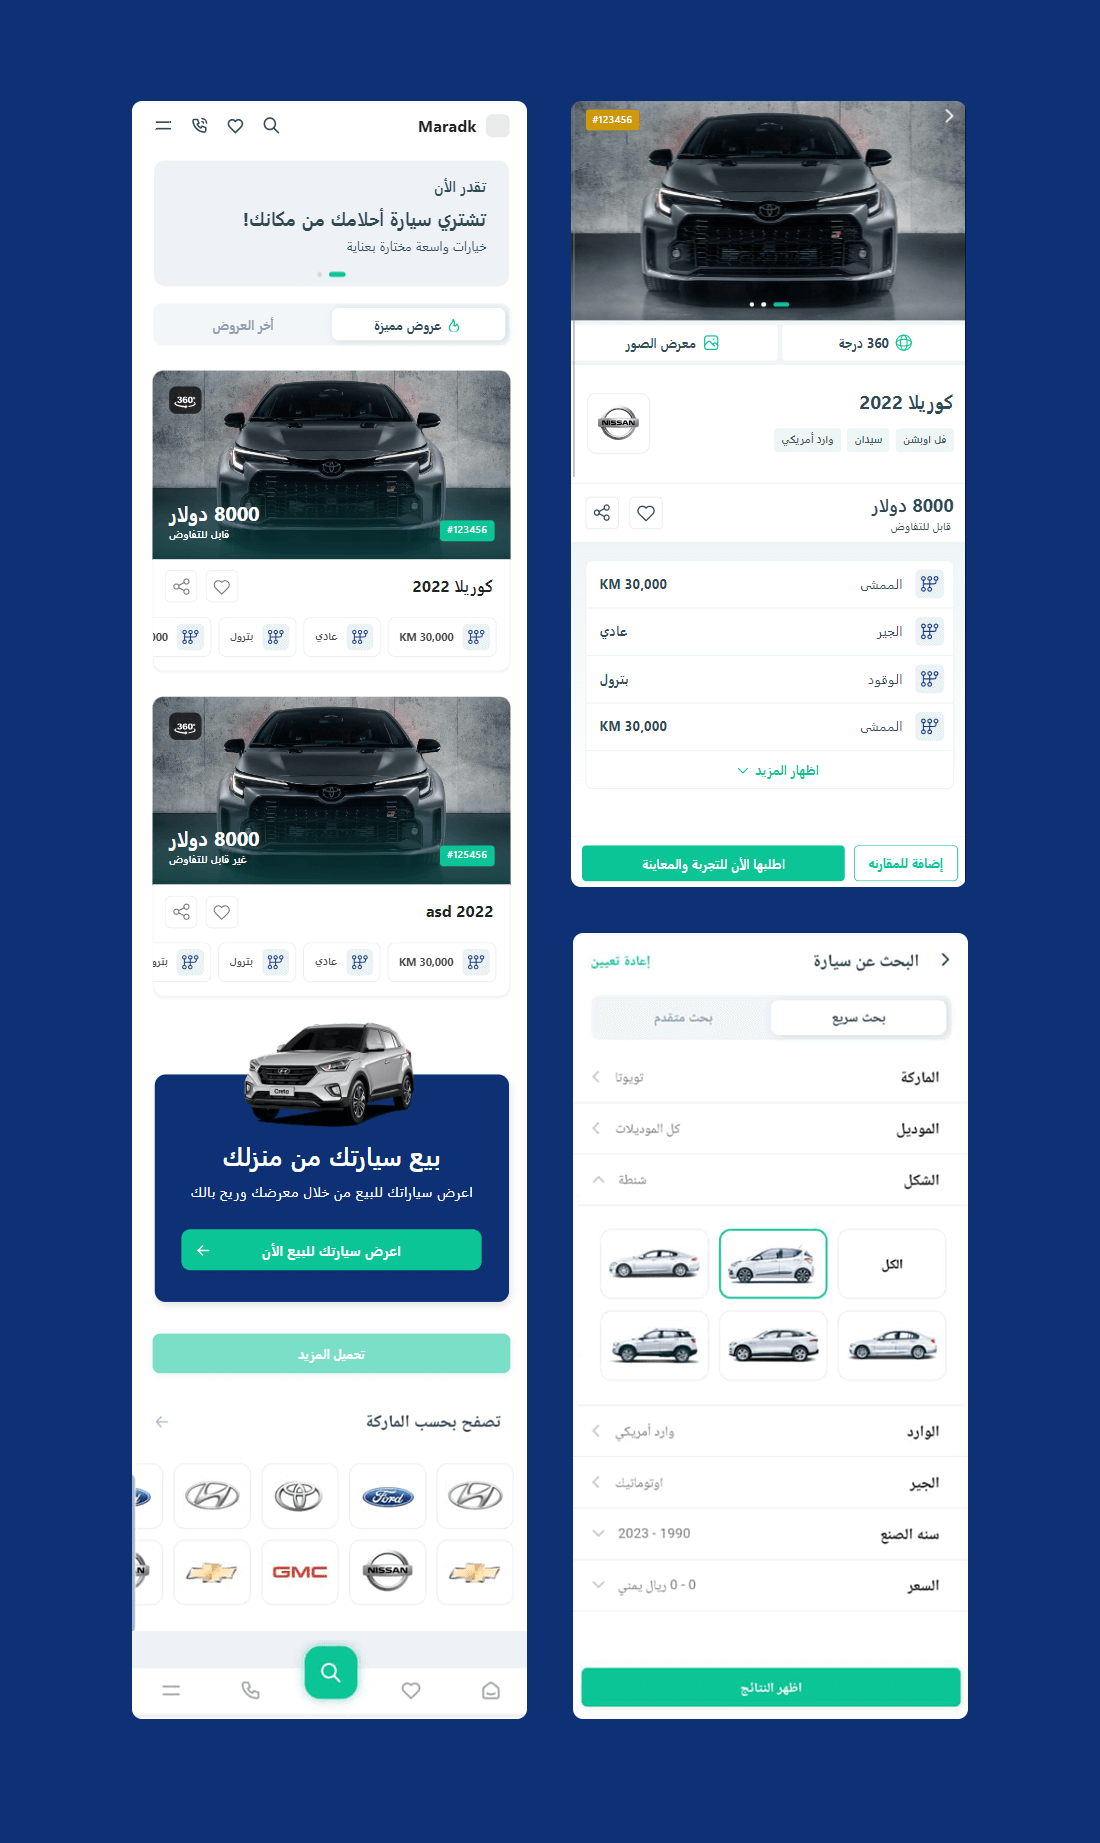 Maradk
تقدر الأن
تشتري سيارة أحلامك من مكانك!
خيارات واسعة مختارة بعناية
عروض مميزة
أخر العروض
360°
8000 دولار
قابل للتفاوض
#123456
كوريلا 2022
KM 30,000
عادي
بترول
000
360°
8000 دولار
غير قابل للتفاوض
#125456
asd 2022
KM 30,000
عادي
بترول
بترو
Creta
بيع سيارتك من منزلك
اعرض سياراتك للبيع من خلال معرضك وريح بالك
اعرض سيارتك للبيع الأن
تحميل المزيد
تصفح بحسب الماركة
Ford
GMC
NISSAN
#123456
360 درجة
معرض الصور
كوريلا 2022
NISSAN
فل اوبشن
سيدان
وارد أمريكي
8000 دولار
قابل للتفاوض
الممشى
KM 30,000
الجير
عادي
الوقود
بترول
الممشى
KM 30,000
اظهار المزيد
إضافة للمقارنه
اطلبها الأن للتجربة والمعاينة
البحث عن سيارة
إعادة تعيين
بحث سريع
بحث متقدم
الماركة
تويوتا
الموديل
كل الموديلات
الشكل
شنطة
الكل
الوارد
وارد أمريكي
الجير
اوتوماتيك
سنه الصنع
1990 - 2023
السعر
0 - 0 ريال يمني
اظهر النتائج